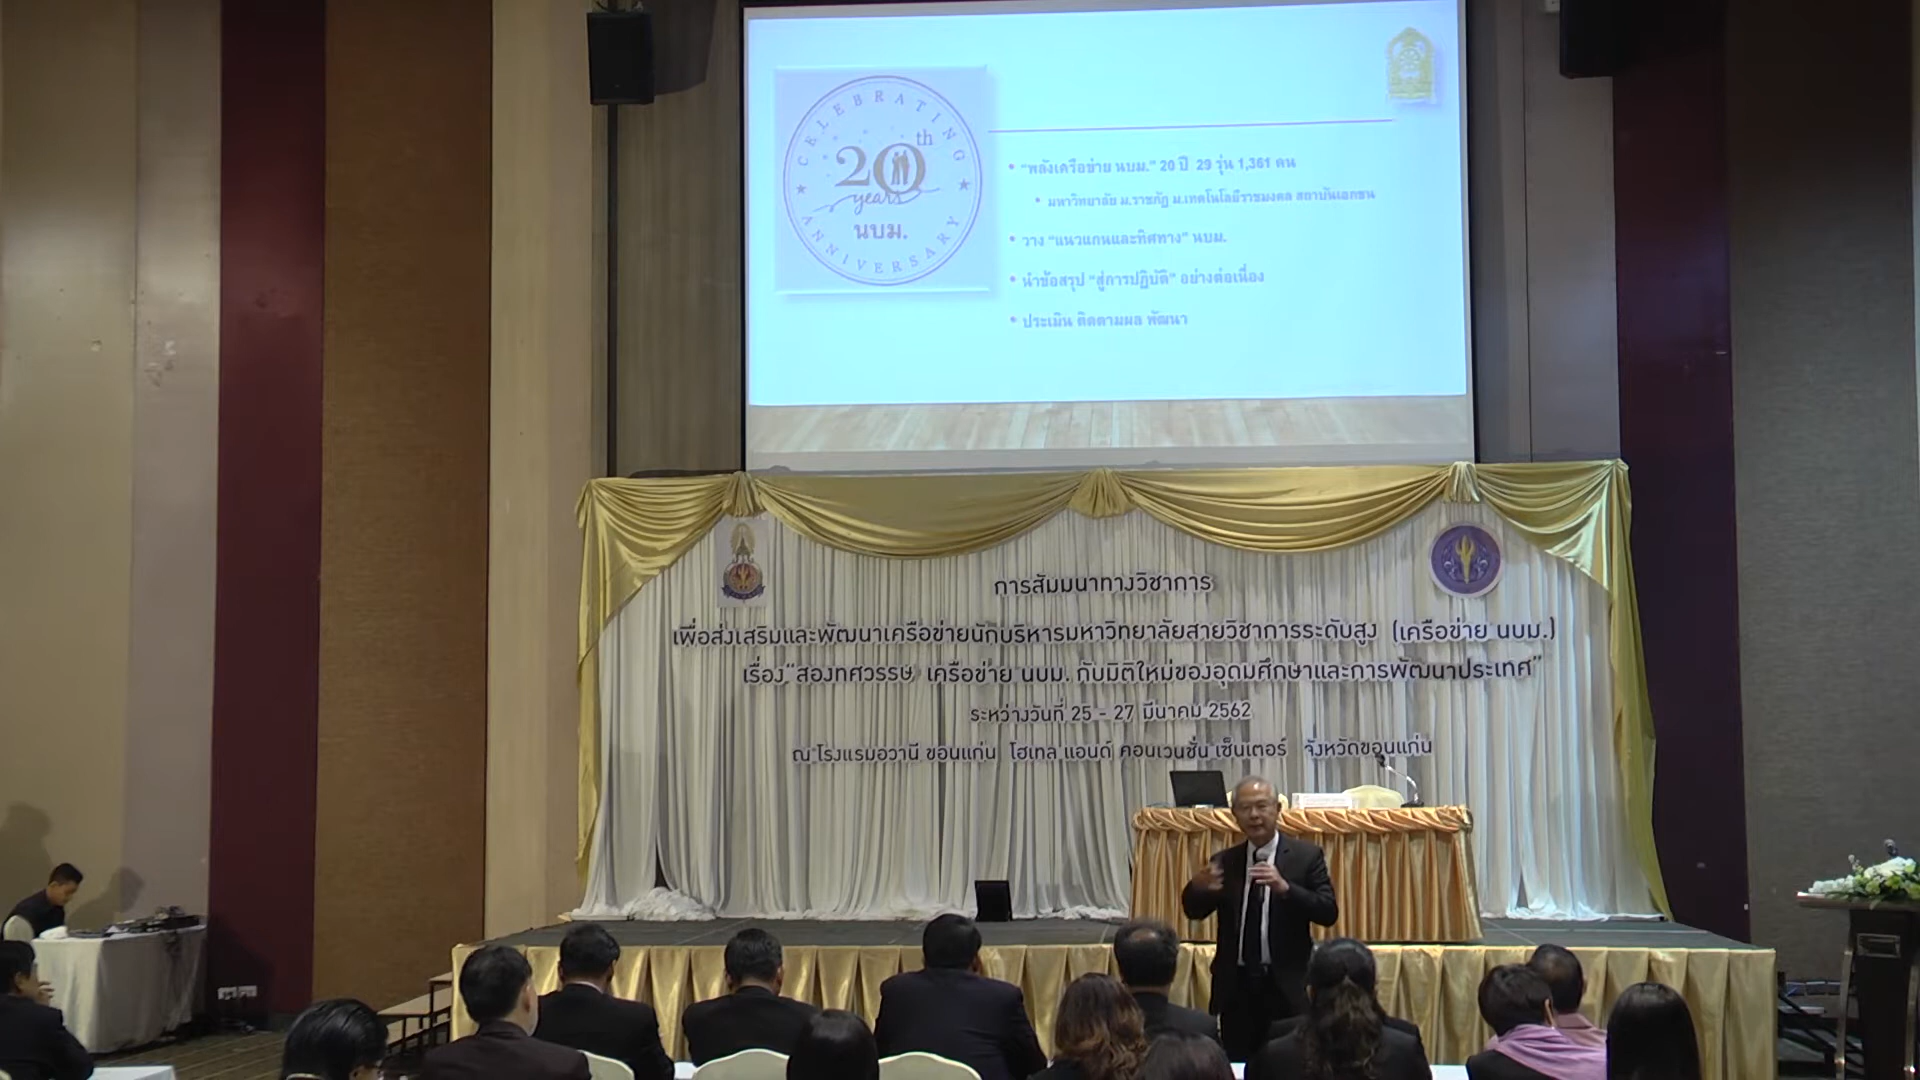 CELEBRATING
20th
years
นบม.
ANNIVERSARY
• “พลังเครือข่าย นบม.” 20 ปี 29 รุ่น 1,361 คน
• มหาวิทยาลัย ม.ราชภัฏ ม.เทคโนโลยีราชมงคล สถาบันเอกชน
• วาง “แนวแกนและทิศทาง” นบม.
• นำข้อสรุป “สู่การปฏิบัติ” อย่างต่อเนื่อง
• ประเมิน ติดตามผล พัฒนา
การสัมมนาทางวิชาการ
เพื่อส่งเสริมและพัฒนาเครือข่ายนักบริหารมหาวิทยาลัยสายวิชาการระดับสูง (เครือข่าย นบม.)
เรื่อง “สองทศวรรษ เครือข่าย นบม. กับมิติใหม่ของอุดมศึกษาและการพัฒนาประเทศ”
ระหว่างวันที่ 25 - 27 มีนาคม 2562
ณ โรงแรมอวานี ขอนแก่น โฮเทล แอนด์ คอนเวนชั่น เซ็นเตอร์ จังหวัดขอนแก่น